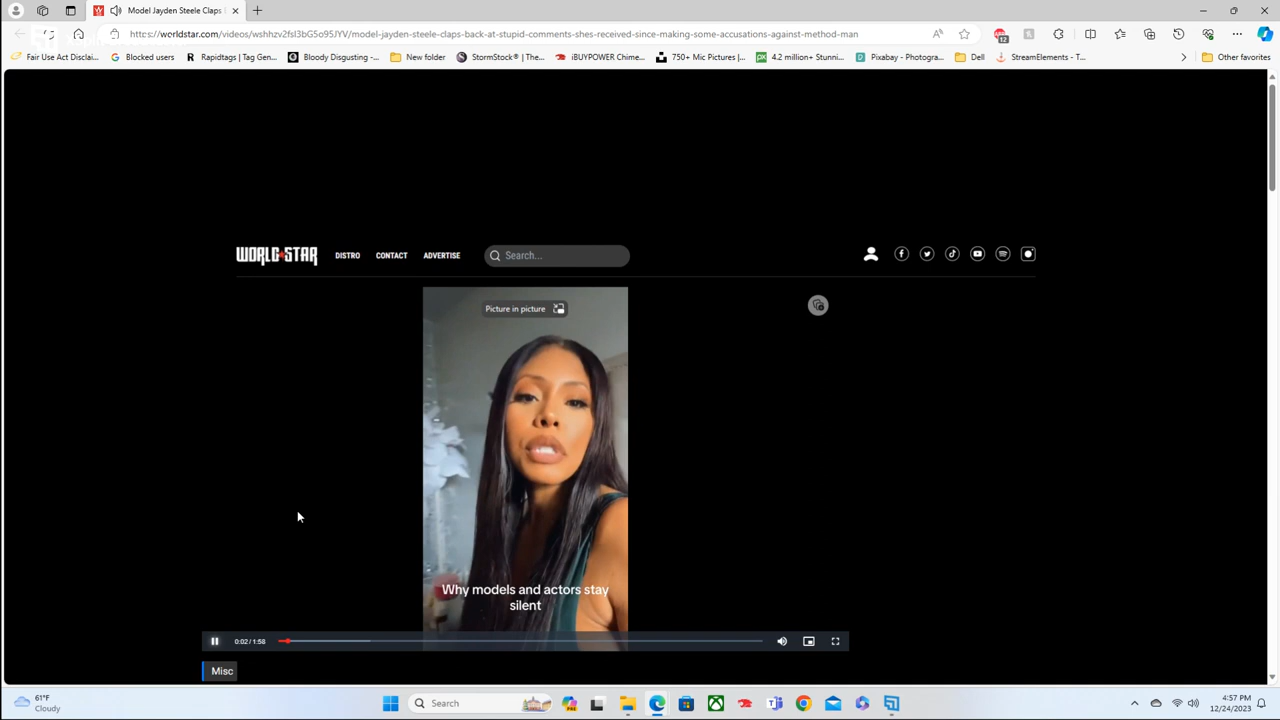 Model Jayden Steele Claps
https://worldstar.com/videos/wshhzv2fsI3bG5o95JYV/model-jayden-steele-claps-back-at-stupid-comments-shes-received-since-making-some-accusations-against-method-man
12
Fair Use Act Disclai...
Blocked users
Rapidtags | Tag Gen...
Bloody Disgusting -...
New folder
StormStock® | The...
iBUYPOWER Chime...
750+ Mic Pictures |...
4.2 million+ Stunni...
Pixabay - Photogra...
Dell
StreamElements - T...
Other favorites
WORLDSTAR
DISTRO
CONTACT
ADVERTISE
Search...
Picture in picture
Why models and actors stay
silent
0:02 / 1:58
Misc
61°F
Cloudy
Search
4:57 PM
12/24/2023